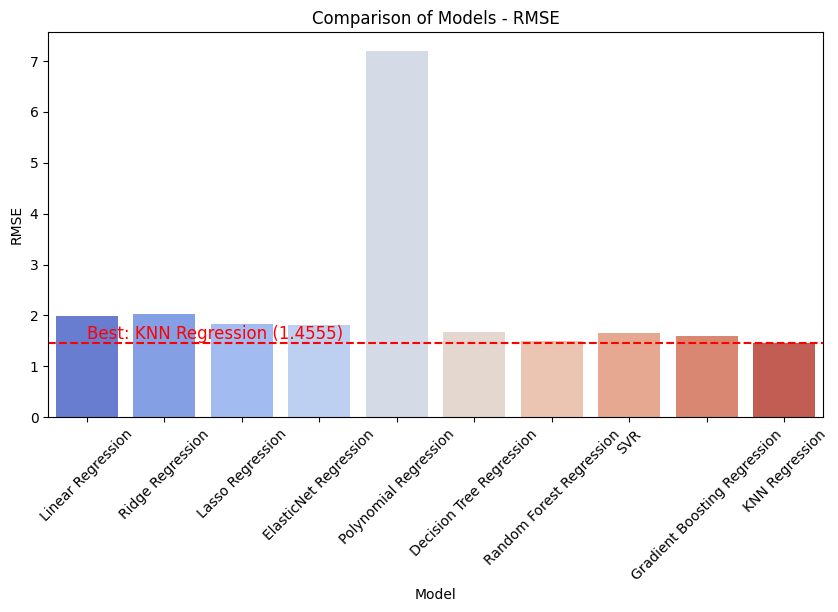 Comparison of Models - RMSE
RMSE
7
6
5
4
3
2
1
0
Best: KNN Regression (1.4555)
Linear Regression
Ridge Regression
Lasso Regression
ElasticNet Regression
Polynomial Regression
Decision Tree Regression
Random Forest Regression
SVR
Gradient Boosting Regression
KNN Regression
Model